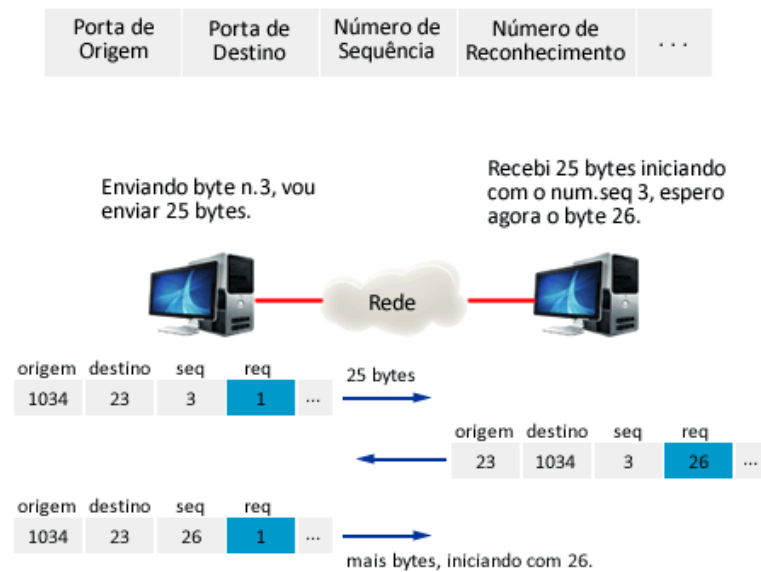 Porta de Origem
Porta de Destino
Número de Sequência
Número de Reconhecimento
...
Enviando byte n.3, vou
enviar 25 bytes.
Recebi 25 bytes iniciando
com o num.seq 3, espero
agora o byte 26.
Rede
origem destino seq req
1034 23 3 1 ...
25 bytes
origem destino seq req
23 1034 3 26 ...
origem destino seq req
1034 23 26 1 ...
mais bytes, iniciando com 26.